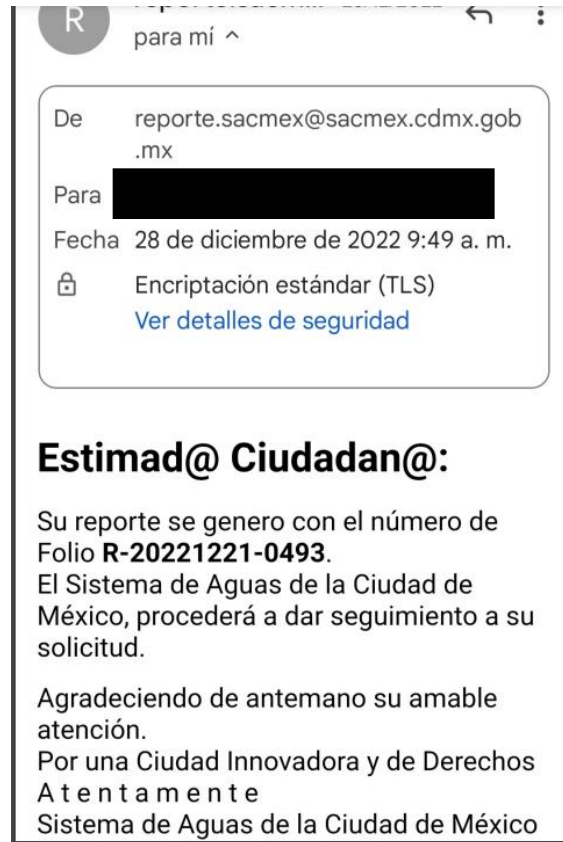 R
para mí
De reporte.sacmex@sacmex.cdmx.gob
.mx
Para
Fecha 28 de diciembre de 2022 9:49 a. m.
Encriptación estándar (TLS)
Ver detalles de seguridad
Estimad@ Ciudadan@:
Su reporte se genero con el número de
Folio R-20221221-0493.
El Sistema de Aguas de la Ciudad de
México, procederá a dar seguimiento a su
solicitud.
Agradeciendo de antemano su amable
atención.
Por una Ciudad Innovadora y de Derechos
A t e n t a m e n t e
Sistema de Aguas de la Ciudad de México